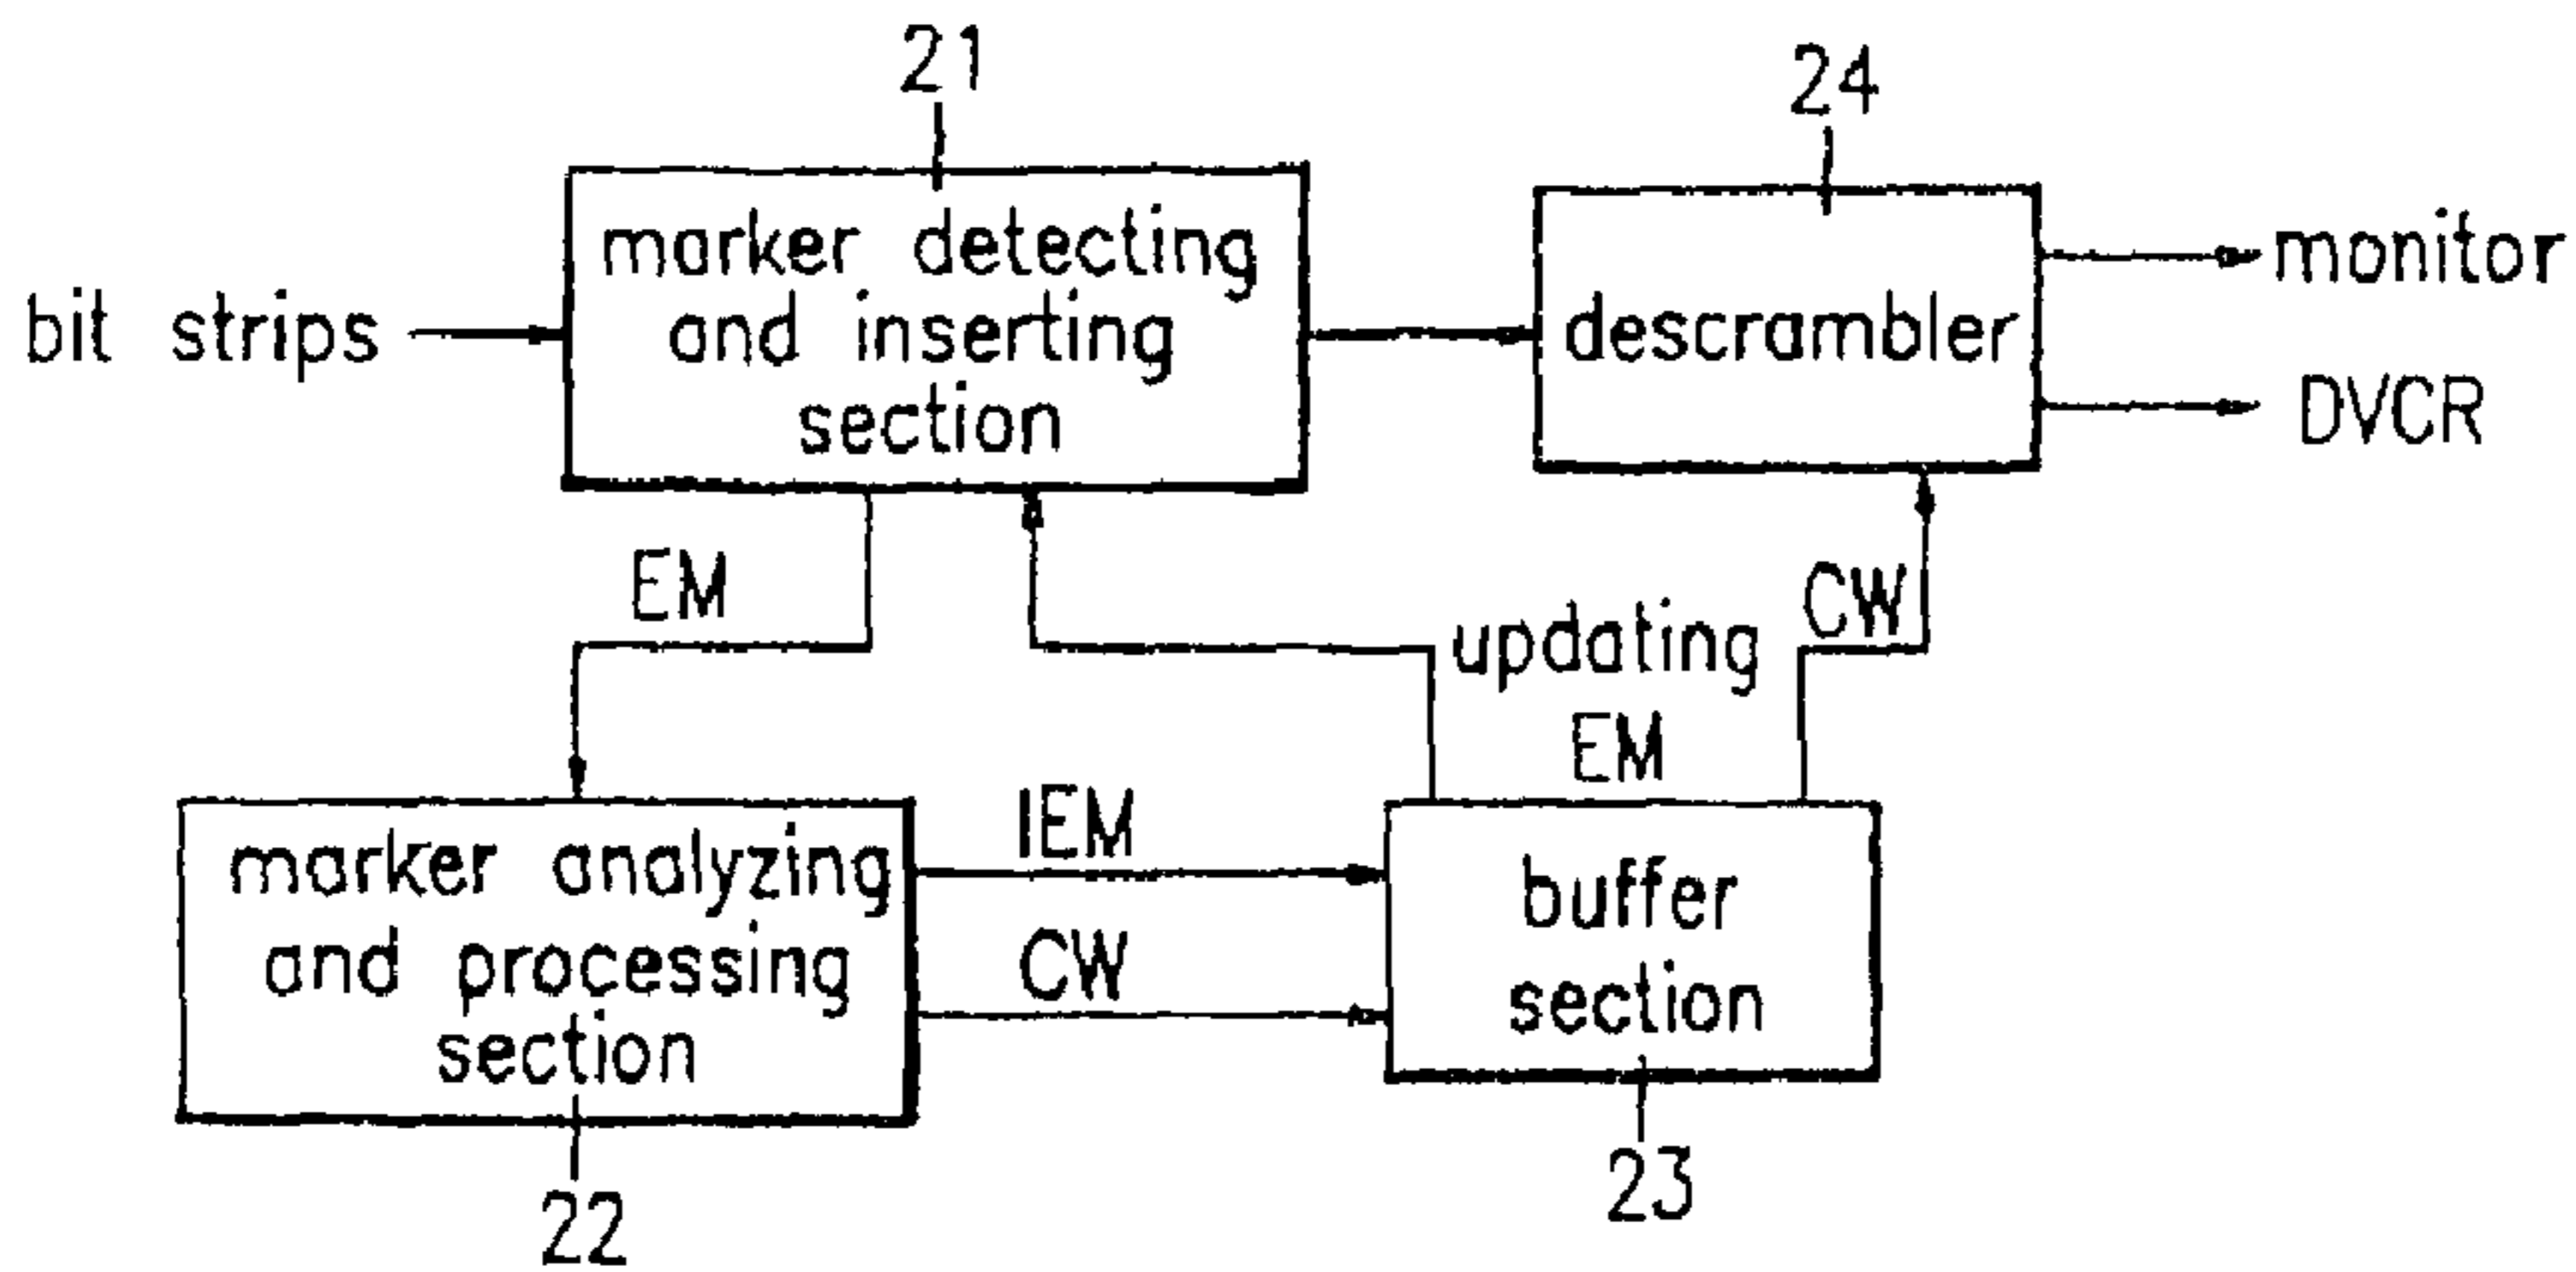 21
24
marker detecting
and inserting
section
descrambler
bit strips
monitor
DVCR
EM
updating
EM
CW
marker analyzing
and processing
section
IEM
CW
buffer
section
22
23